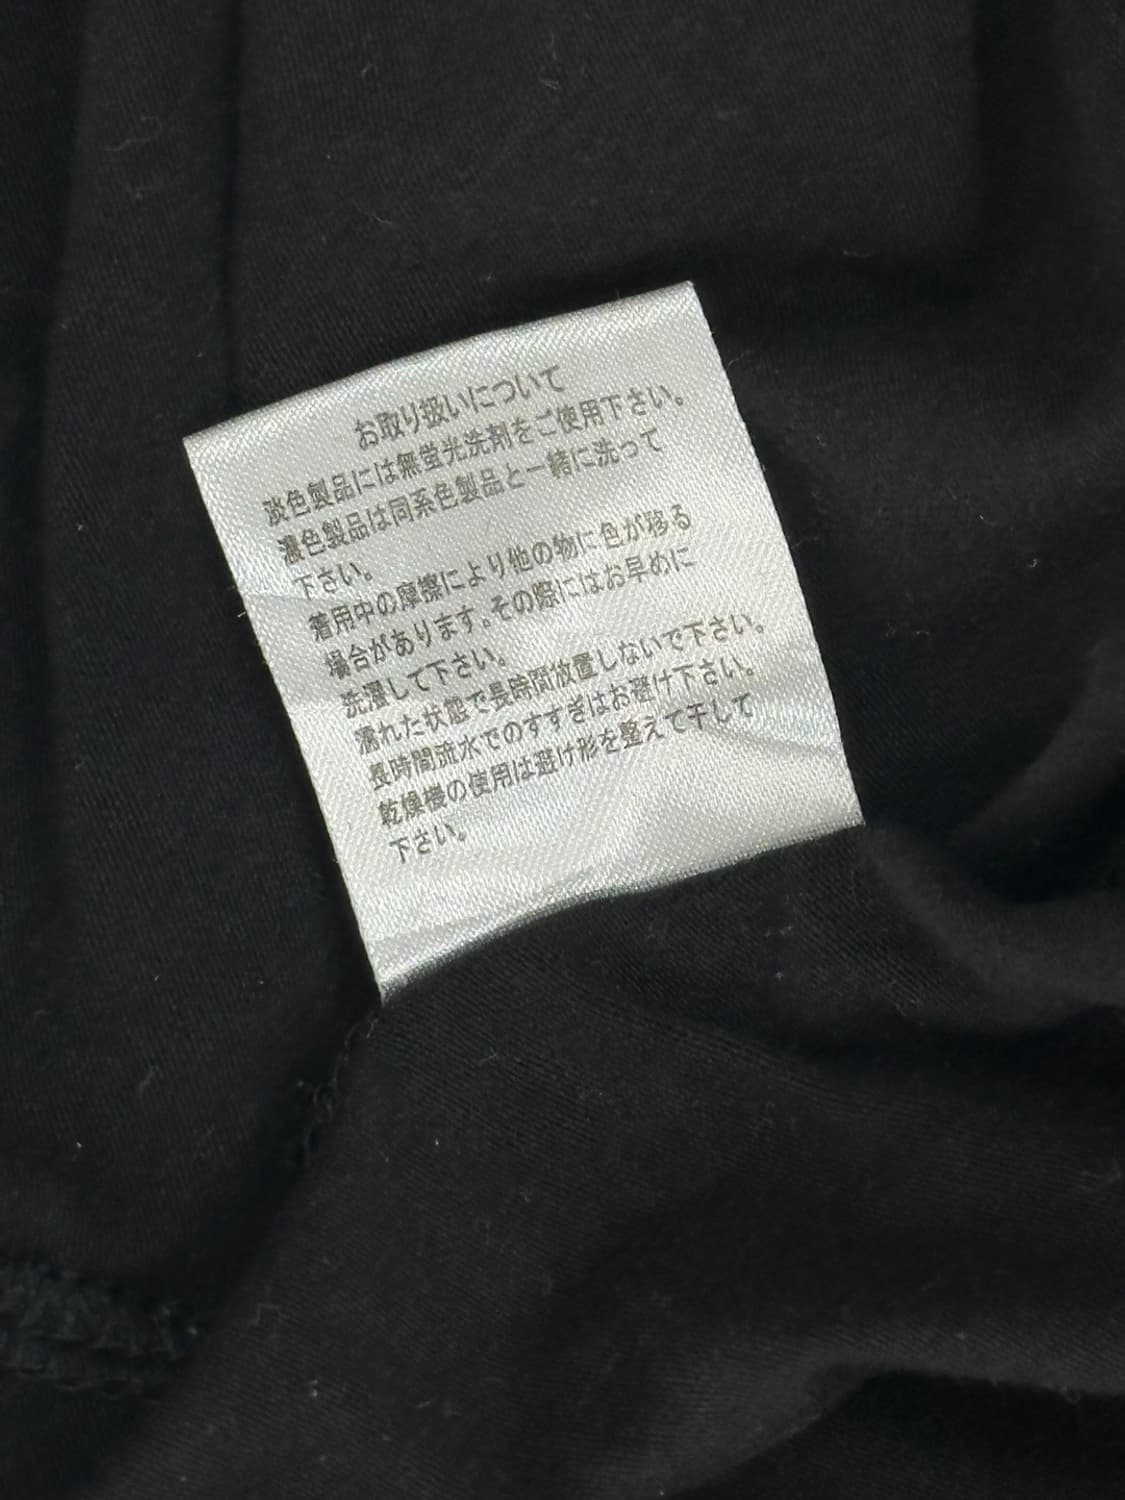 お取り扱いについて
淡色製品には無蛍光洗剤をご使用下さい。
濃色製品は同系色製品と一緒に洗って
下さい。
着用中の摩擦により他の物に色が移る
場合があります。その際にはお早めに
洗濯して下さい。
濡れた状態で長時間放置しないで下さい。
長時間流水でのすすぎはお避け下さい。
乾燥機の使用は避け形を整えて干して
下さい。